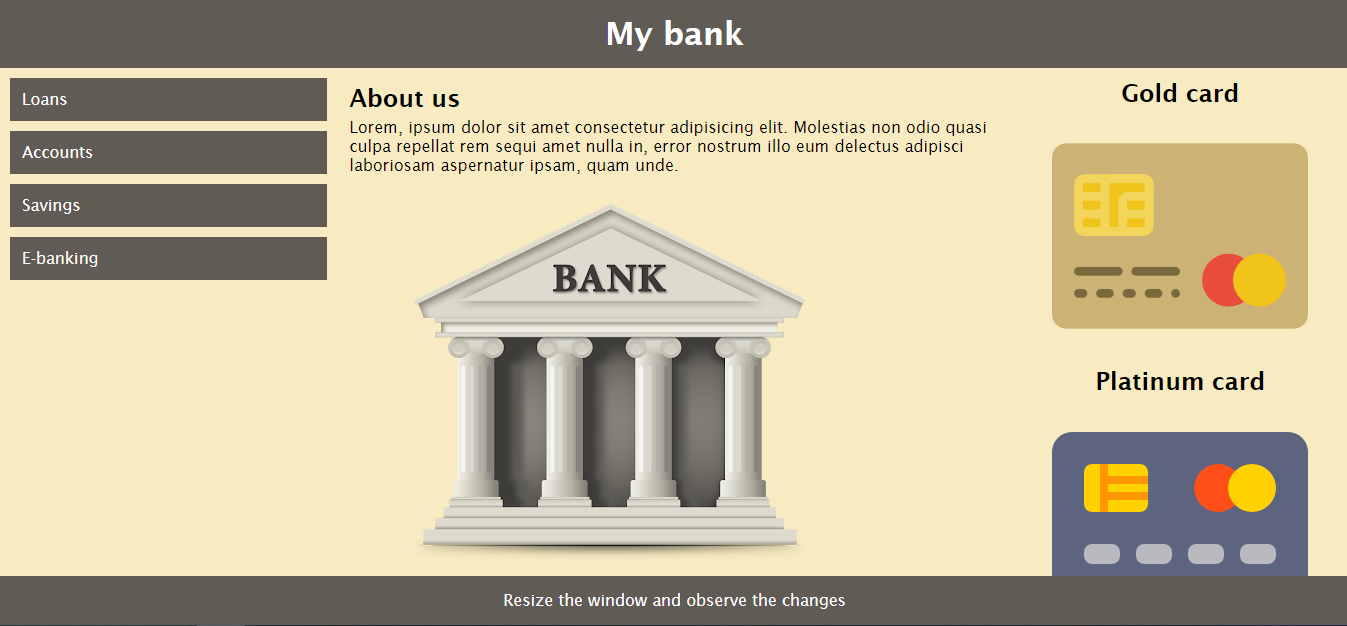 My bank
Loans
Accounts
Savings
E-banking
About us
Lorem, ipsum dolor sit amet consectetur adipisicing elit. Molestias non odio quasi
culpa repellat rem sequi amet nulla in, error nostrum illo eum delectus adipisci
laboriosam aspernatur ipsam, quam unde.
BANK
Gold card
Platinum card
Resize the window and observe the changes